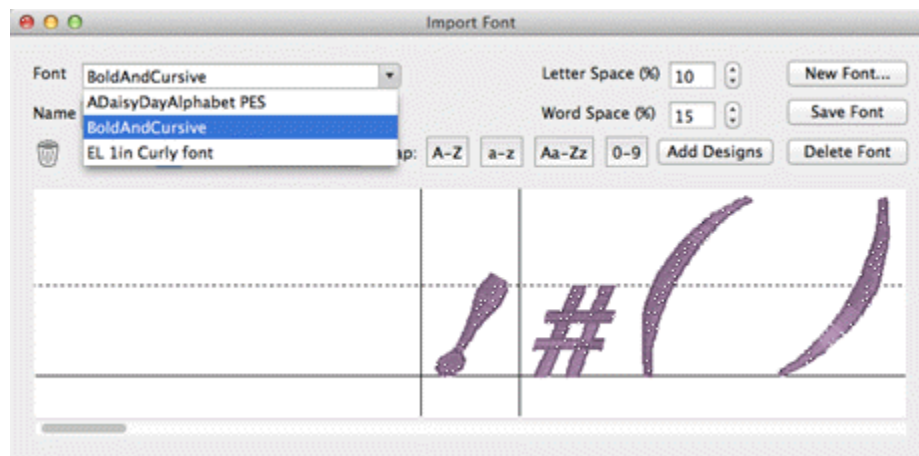 Import Font
Font BoldAndCursive Letter Space (%) 10 New Font...
ADaisyDayAlphabet PES
Name Word Space (%) 15 Save Font
BoldAndCursive
EL 1in Curly font A-Z a-z Aa-Zz 0-9 Add Designs Delete Font
! # ( )